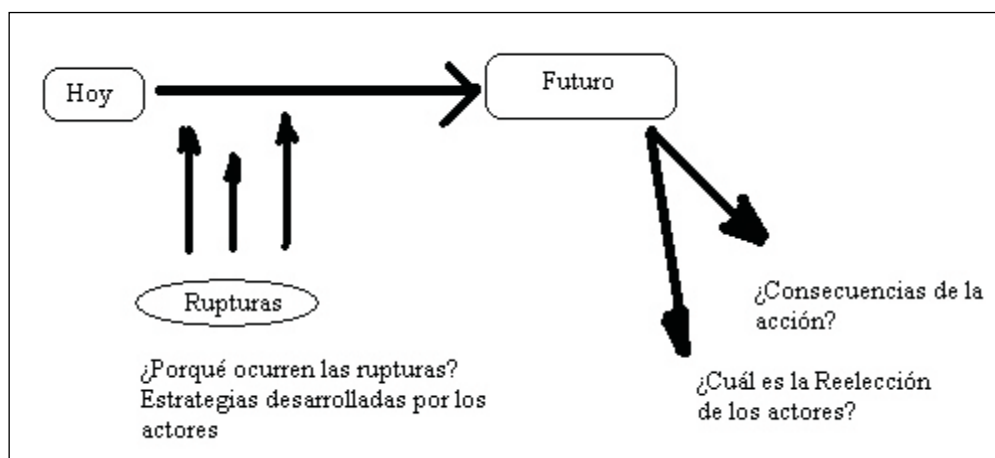 Hoy
Futuro
Rupturas
¿Porqué ocurren las rupturas?
Estrategias desarrolladas por los
actores
¿Consecuencias de la
acción?
¿Cuál es la Reelección
de los actores?